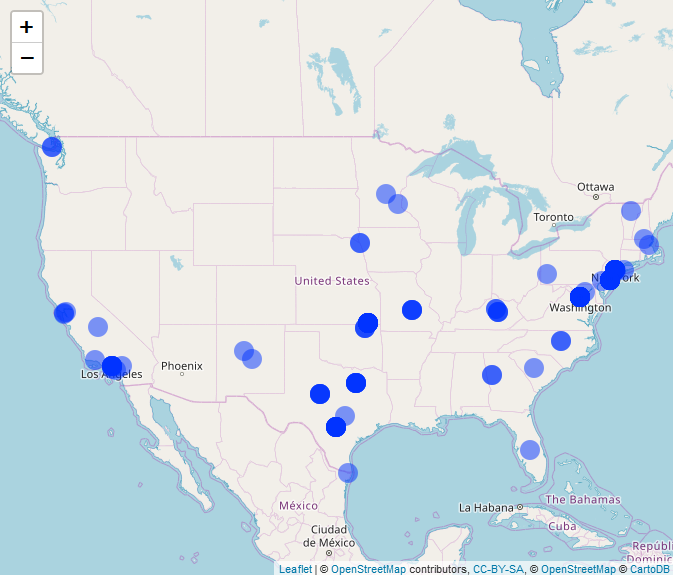 +
−
Ottawa
Toronto
New York
United States
Washington
Phoenix
Los Angeles
México
La Habana
The Bahamas
Cuba
Ciudad
de México
Repúbli
Dominic
Leaflet | © OpenStreetMap contributors, CC-BY-SA, © OpenStreetMap © CartoDB